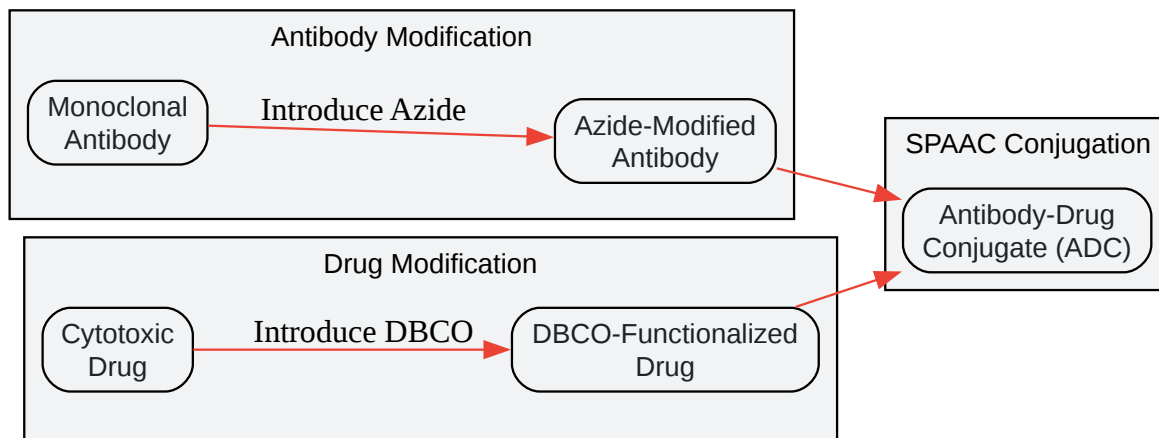 Antibody Modification
Monoclonal
Antibody
Introduce Azide
Azide-Modified
Antibody
SPAAC Conjugation
Antibody-Drug
Conjugate (ADC)
Drug Modification
Cytotoxic
Drug
Introduce DBCO
DBCO-Functionalized
Drug